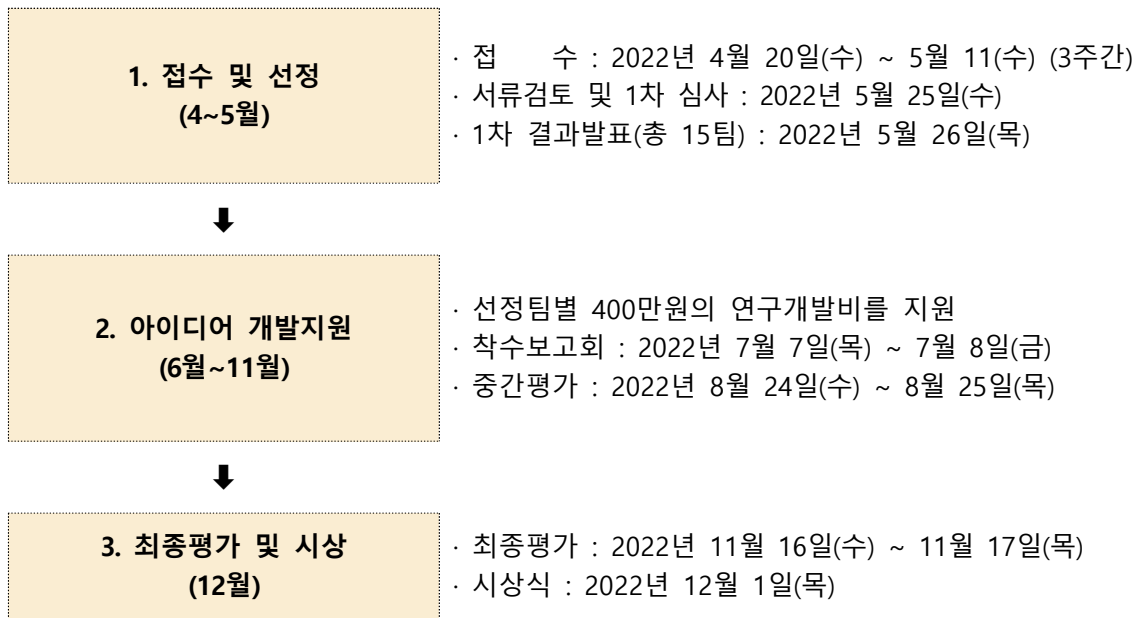 1. 접수 및 선정
(4~5월)
· 접 수 : 2022년 4월 20일(수) ~ 5월 11(수) (3주간)
· 서류검토 및 1차 심사 : 2022년 5월 25일(수)
· 1차 결과발표(총 15팀) : 2022년 5월 26일(목)
2. 아이디어 개발지원
(6월~11월)
· 선정팀별 400만원의 연구개발비를 지원
· 착수보고회 : 2022년 7월 7일(목) ~ 7월 8일(금)
· 중간평가 : 2022년 8월 24일(수) ~ 8월 25일(목)
3. 최종평가 및 시상
(12월)
· 최종평가 : 2022년 11월 16일(수) ~ 11월 17일(목)
· 시상식 : 2022년 12월 1일(목)